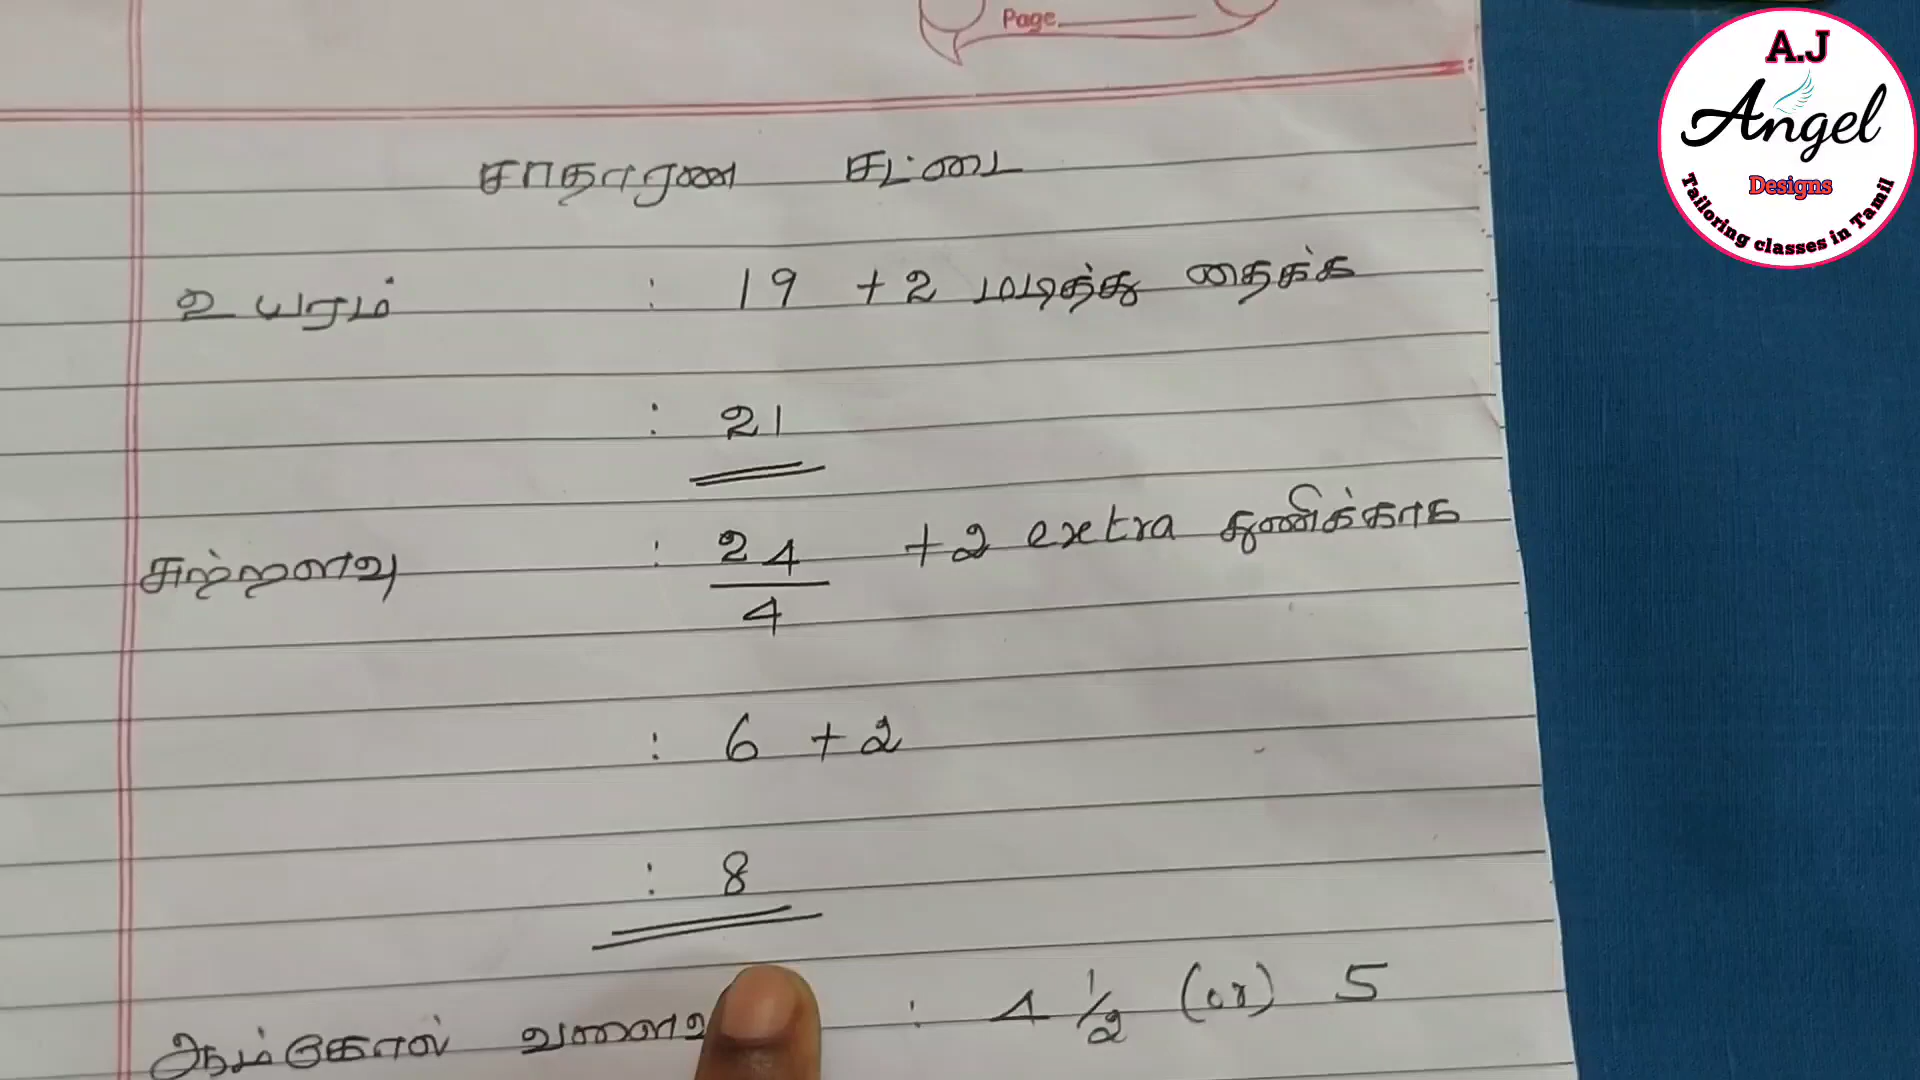 Page
A.J
Angel
Designs
Tailoring classes in Tamil
சாதாரண சட்டை
உயரம் : 19 +2 மடித்து தைக்க
: 21
சுற்றளவு : 24/4 +2 extra துணிக்காக
: 6 +2
: 8
ஆம்கோல் : 4 1/2 (or) 5